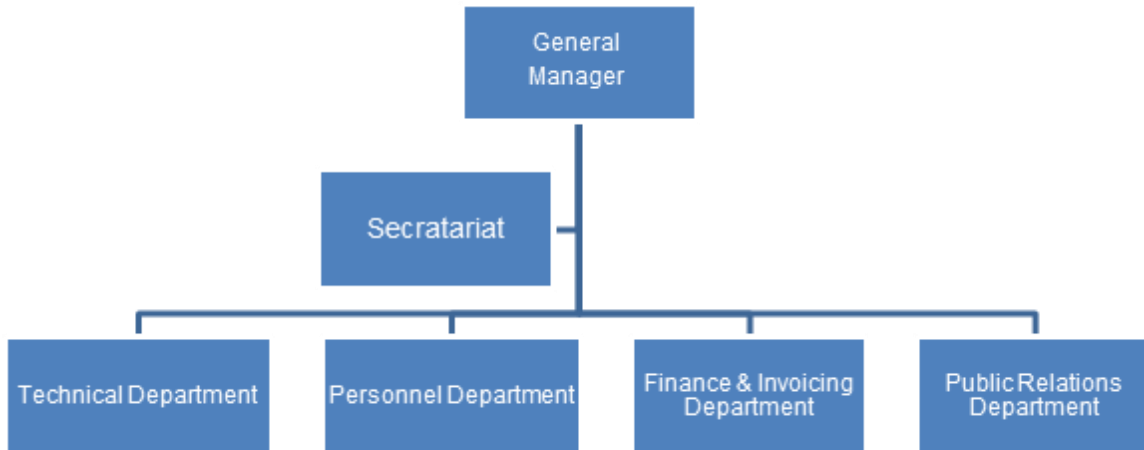 General
Manager
Secratariat
Technical Department
Personnel Department
Finance & Invoicing
Department
Public Relations
Department